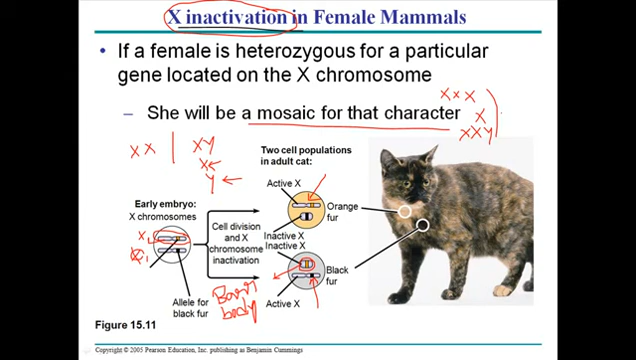 X inactivation in Female Mammals
• If a female is heterozygous for a particular
gene located on the X chromosome
– She will be a mosaic for that character
XXX
X
XXY
XX | XY
X
Y
Two cell populations
in adult cat:
Active X
Early embryo:
X chromosomes
Orange
fur
Cell division
and X
chromosome
inactivation
Inactive X
Inactive X
Black
fur
Allele for
black fur
Active X
Barr
body
Figure 15.11
Copyright © 2005 Pearson Education, Inc. publishing as Benjamin Cummings